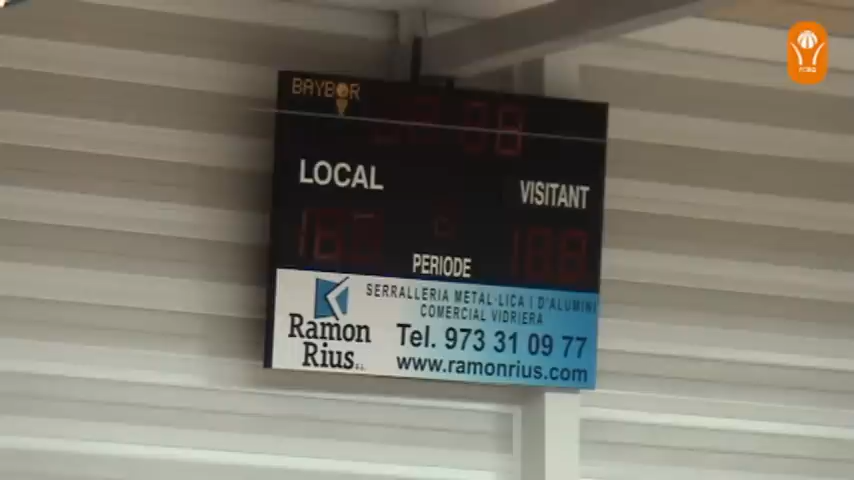 BAYBOR
LOCAL
VISITANT
PERIODE
Ramon
Rius S.L.
SERRALLERIA METAL·LICA I D'ALUMINI
COMERCIAL VIDRIERA
Tel. 973 31 09 77
www.ramonrius.com